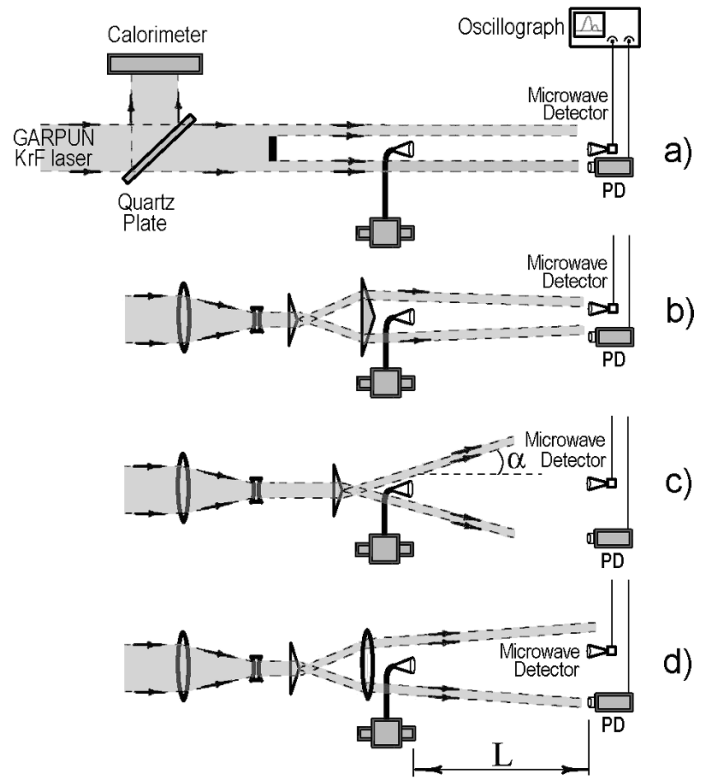 Calorimeter
Oscillograph
Microwave
Detector
GARPUN
KrF laser
PD
a)
Quartz
Plate
Microwave
Detector
b)
PD
Microwave
Detector
α
c)
PD
Microwave
Detector
d)
PD
L